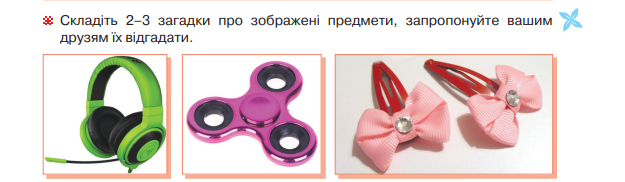 Складіть 2–3 загадки про зображені предмети, запропонуйте вашим
друзям їх відгадати.